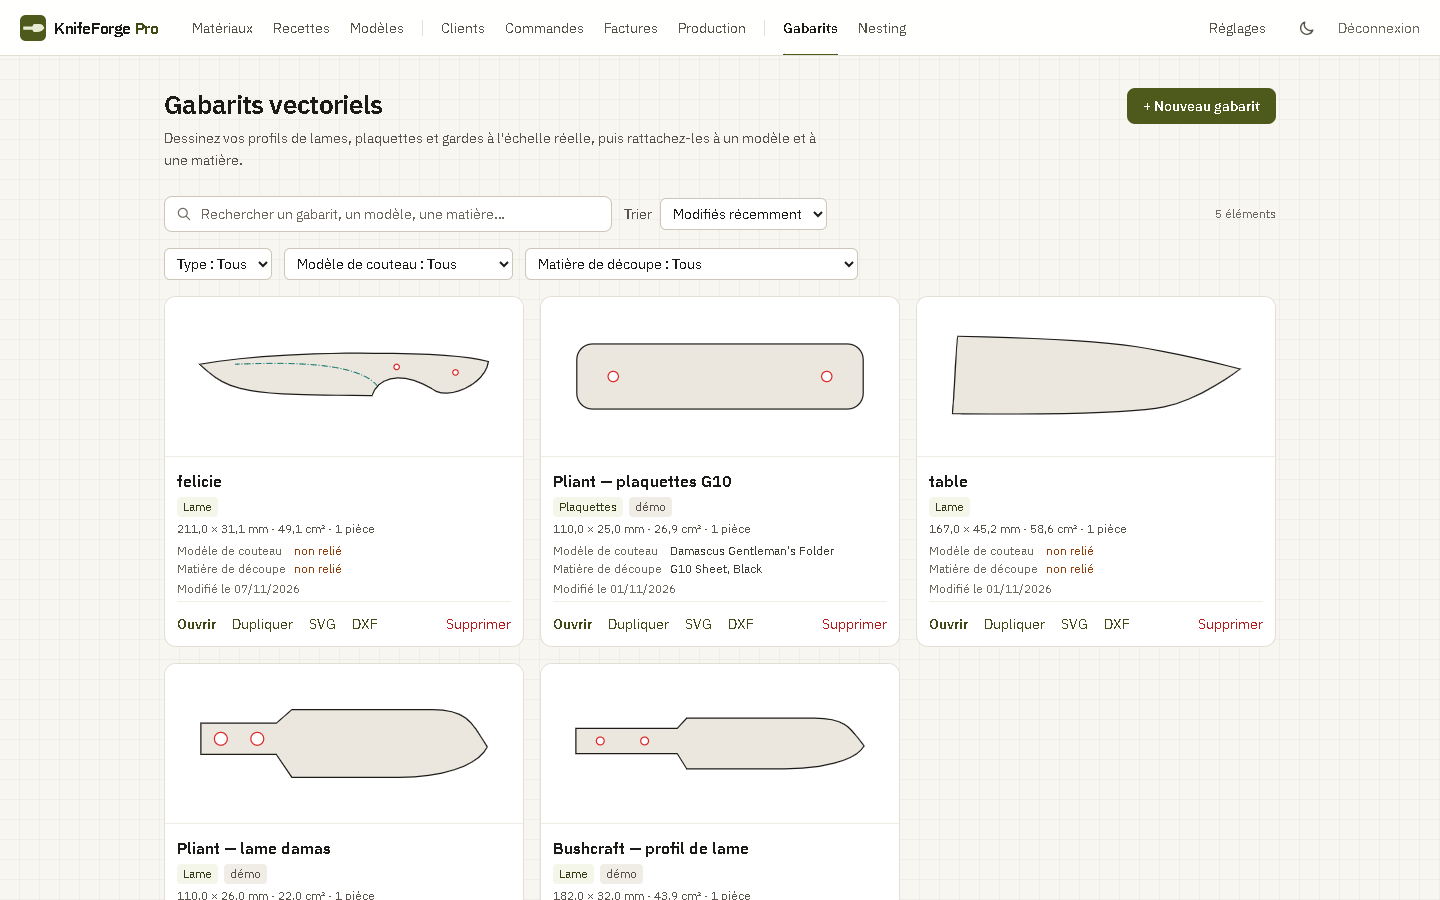 KnifeForge Pro
Matériaux
Recettes
Modèles
Clients
Commandes
Factures
Production
Gabarits
Nesting
Réglages
Déconnexion
Gabarits vectoriels
+ Nouveau gabarit
Dessinez vos profils de lames, plaquettes et gardes à l'échelle réelle, puis rattachez-les à un modèle et à
une matière.
Rechercher un gabarit, un modèle, une matière...
Trier
Modifiés récemment
5 éléments
Type : Tous
Modèle de couteau : Tous
Matière de découpe : Tous
felicie
Lame
211,0 × 31,1 mm · 49,1 cm² · 1 pièce
Modèle de couteau non relié
Matière de découpe non relié
Modifié le 07/11/2026
Ouvrir Dupliquer SVG DXF Supprimer
Pliant — plaquettes G10
Plaquettes démo
110,0 × 25,0 mm · 26,9 cm² · 1 pièce
Modèle de couteau Damascus Gentleman's Folder
Matière de découpe G10 Sheet, Black
Modifié le 01/11/2026
Ouvrir Dupliquer SVG DXF Supprimer
table
Lame
167,0 × 45,2 mm · 58,6 cm² · 1 pièce
Modèle de couteau non relié
Matière de découpe non relié
Modifié le 01/11/2026
Ouvrir Dupliquer SVG DXF Supprimer
Pliant — lame damas
Lame démo
110,0 × 26,0 mm · 22,0 cm² · 1 pièce
Bushcraft — profil de lame
Lame démo
182,0 × 32,0 mm · 43,9 cm² · 1 pièce